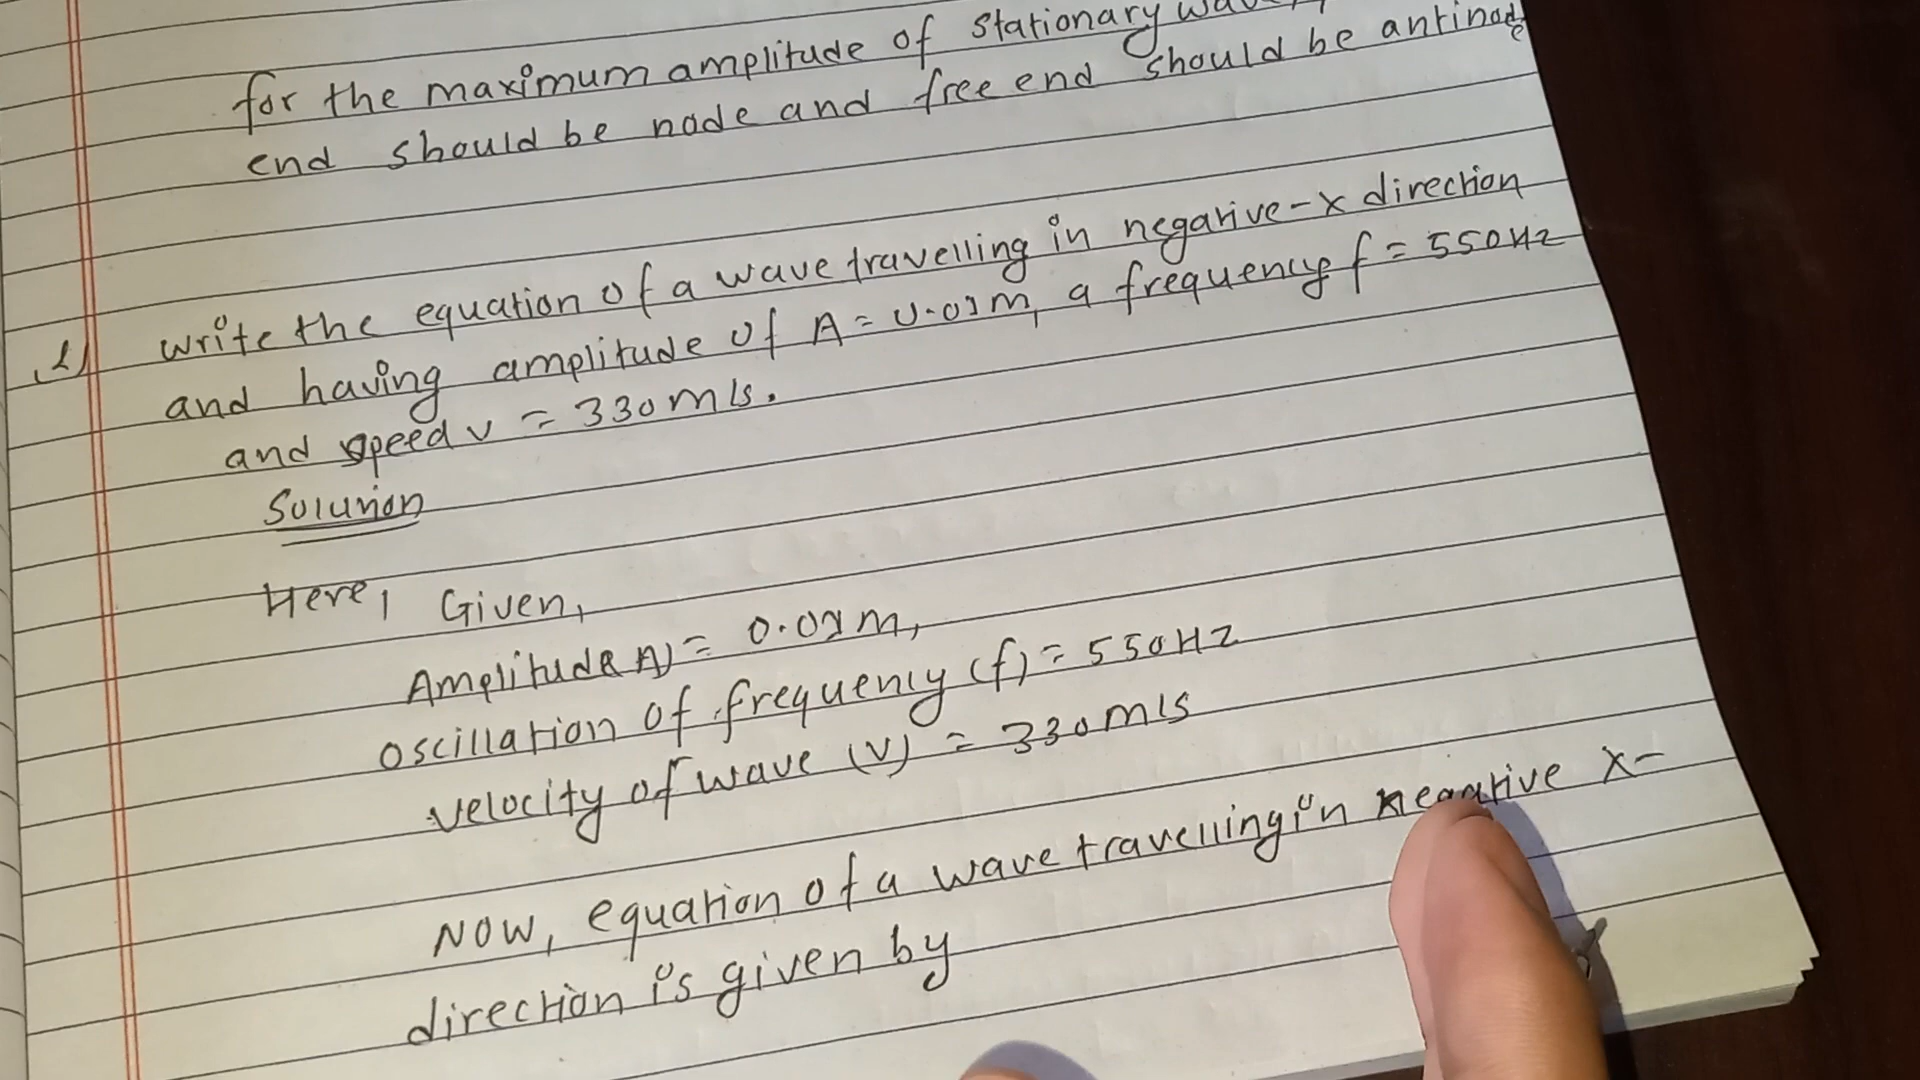 for the maximum amplitude of stationary
end should be node and free end should be antinode
1) write the equation of a wave travelling in negative-x direction
and having amplitude of A = 0.01m, a frequency f = 550Hz
and speed v = 330m/s.
Solution
Here, Given,
Amplitude(A) = 0.01m,
oscillation of frequency (f) = 550HZ
velocity of wave (v) = 330m/s
NOW, equation of a wave travelling in negative x-
direction is given by